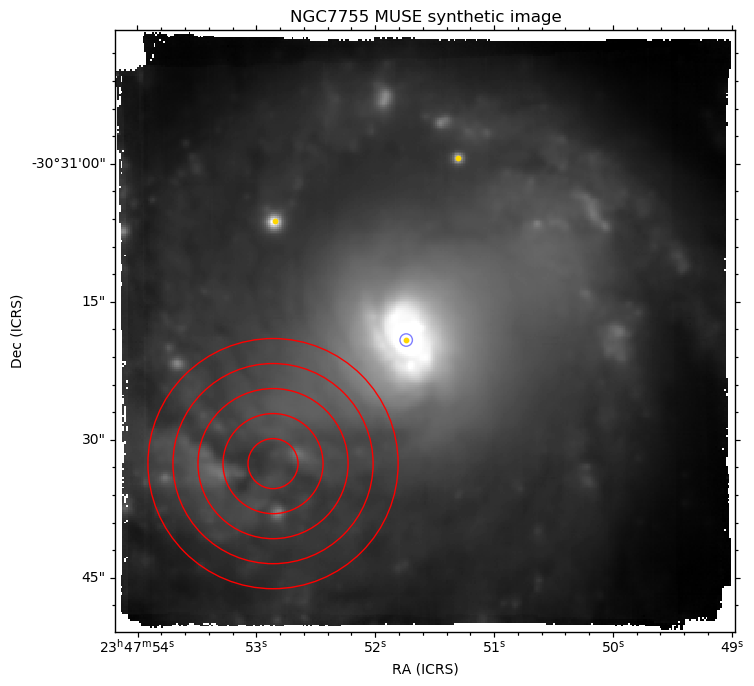 NGC7755 MUSE synthetic image
-30°31'00"
15"
30"
45"
Dec (ICRS)
23ʰ47ᵐ54ˢ 53ˢ 52ˢ 51ˢ 50ˢ 49ˢ
RA (ICRS)